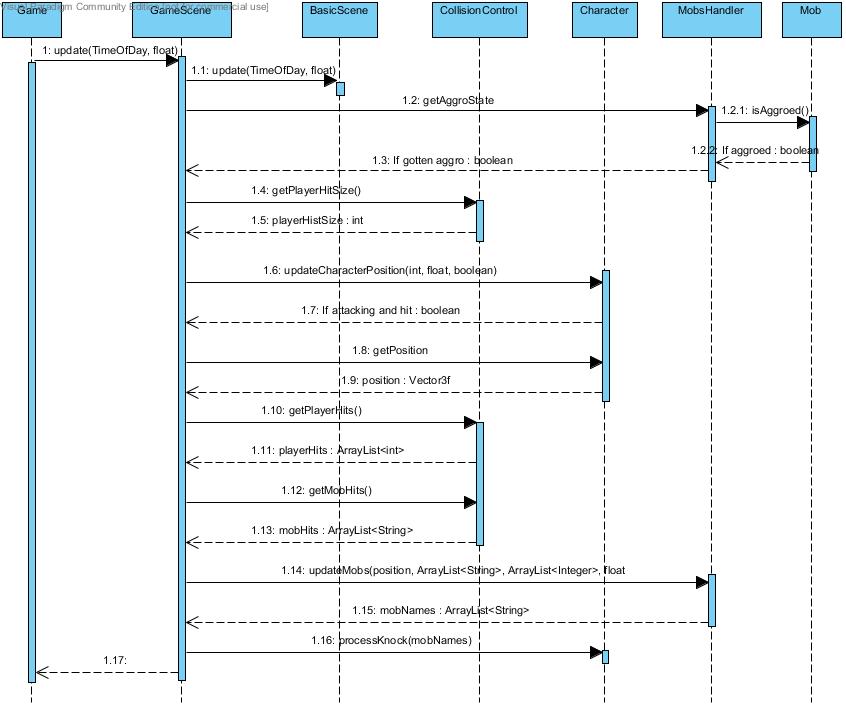 Visual Paradigm Community Edition [not for commercial use]
Game
GameScene
BasicScene
CollisionControl
Character
MobsHandler
Mob
1: update(TimeOfDay, float)
1.1: update(TimeOfDay, float)
1.2: getAggroState
1.2.1: isAggroed()
1.2.2: If aggroed : boolean
1.3: If gotten aggro : boolean
1.4: getPlayerHitSize()
1.5: playerHistSize : int
1.6: updateCharacterPosition(int, float, boolean)
1.7: If attacking and hit : boolean
1.8: getPosition
1.9: position : Vector3f
1.10: getPlayerHits()
1.11: playerHits : ArrayList<int>
1.12: getMobHits()
1.13: mobHits : ArrayList<String>
1.14: updateMobs(position, ArrayList<String>, ArrayList<Integer>, float
1.15: mobNames : ArrayList<String>
1.16: processKnock(mobNames)
1.17: